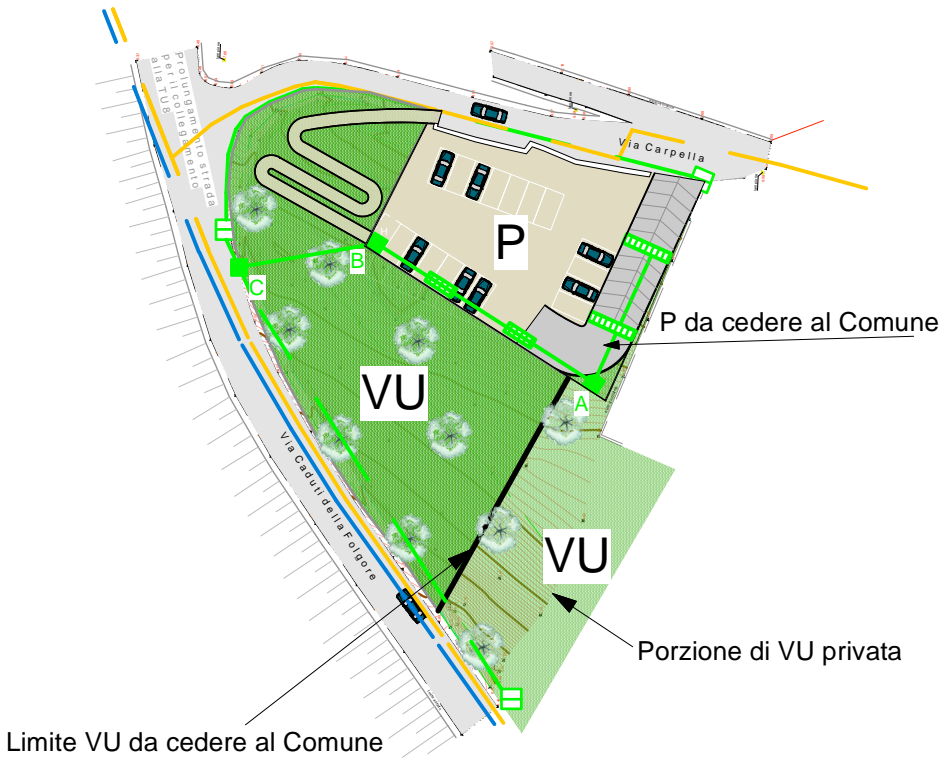 Prolungamento strada
per il collegamento
alla TU8
Via Carpella
P
H
B
C
P da cedere al Comune
VU
A
Via Caduti della Folgore
VU
Porzione di VU privata
Limite VU da cedere al Comune